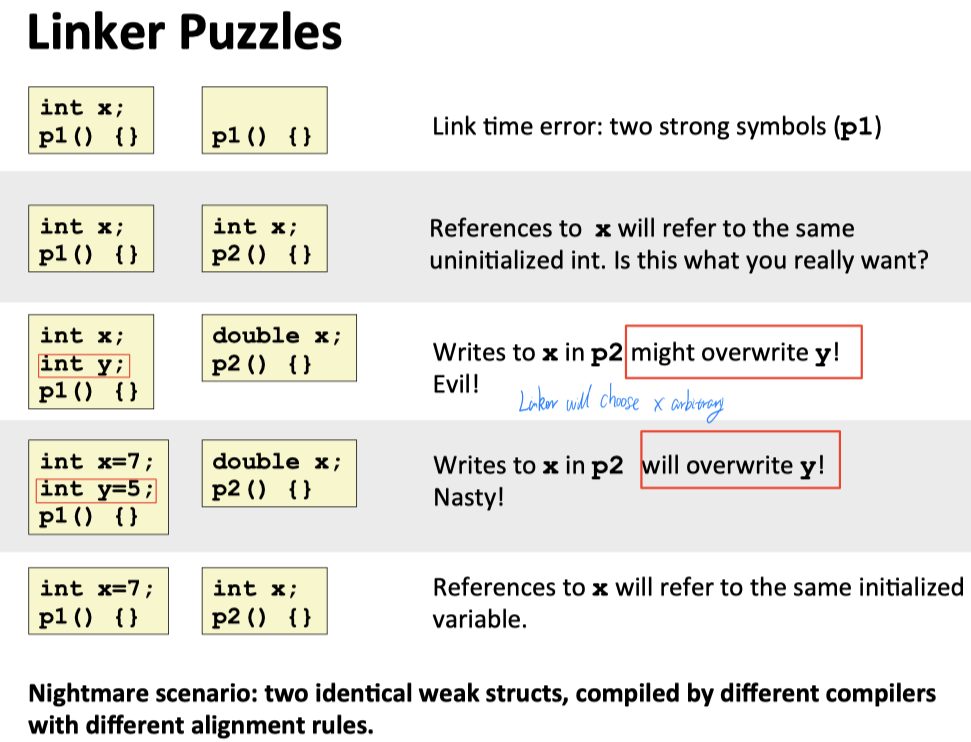 Linker Puzzles
int x;
p1() {}
p1() {}
Link time error: two strong symbols (p1)
int x;
p1() {}
int x;
p2() {}
References to x will refer to the same
uninitialized int. Is this what you really want?
int x;
int y;
p1() {}
double x;
p2() {}
Writes to x in p2 might overwrite y!
Evil!
Linker will choose x arbitrary
int x=7;
int y=5;
p1() {}
double x;
p2() {}
Writes to x in p2 will overwrite y!
Nasty!
int x=7;
p1() {}
int x;
p2() {}
References to x will refer to the same initialized
variable.
Nightmare scenario: two identical weak structs, compiled by different compilers
with different alignment rules.